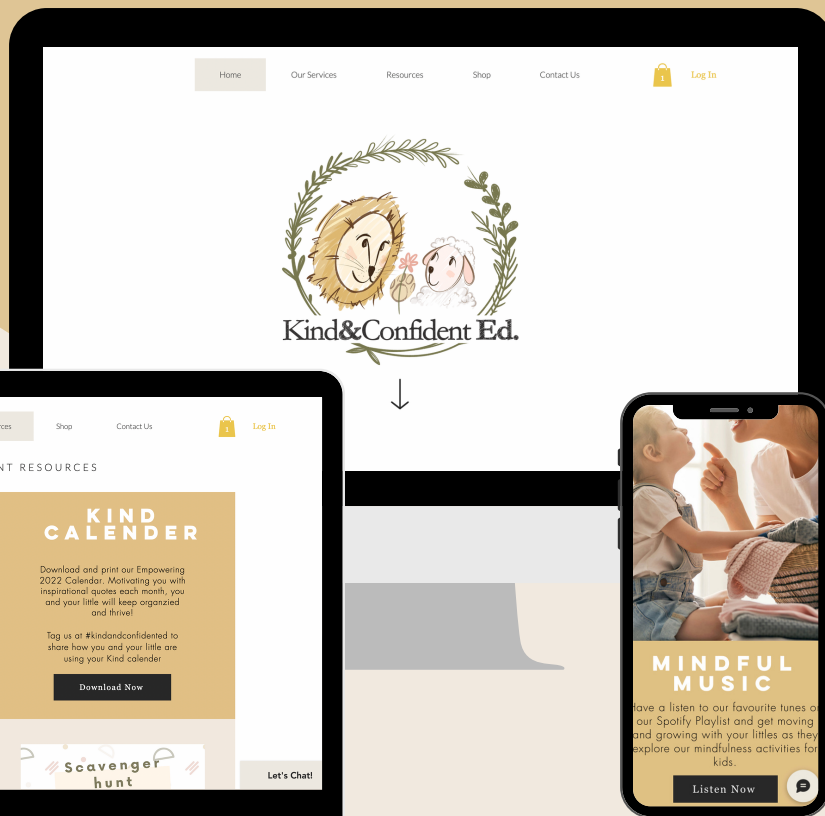 Home Our Services Resources Shop Contact Us 1 Log In
Kind&Confident Ed.
Shop Contact Us 1 Log In
RESOURCES
KIND
CALENDER
Download and print our Empowering
2022 Calendar. Motivating you with
inspirational quotes each month, you
and your little will keep organzied
and thrive!
Tag us at #kindandconfidented to
share how you and your little are
using your Kind calender
Download Now
Scavenger
hunt
Let's Chat!
MINDFUL
MUSIC
Have a listen to our favourite tunes on
our Spotify Playlist and get moving
and growing with your littles as they
explore our mindfulness activities for
kids.
Listen Now